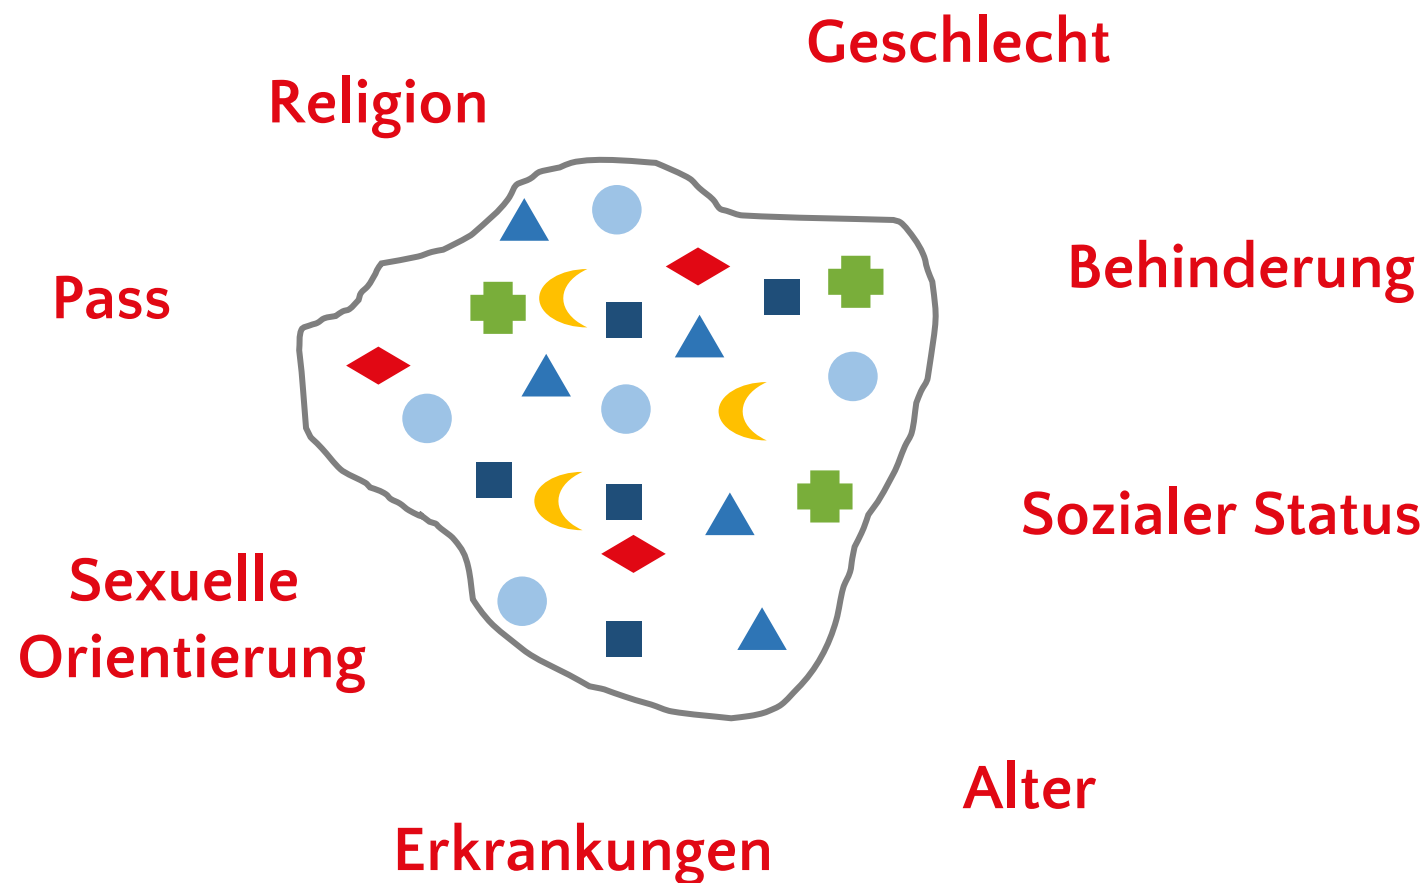 Geschlecht
Religion
Behinderung
Pass
Sozialer Status
Sexuelle
Orientierung
Alter
Erkrankungen